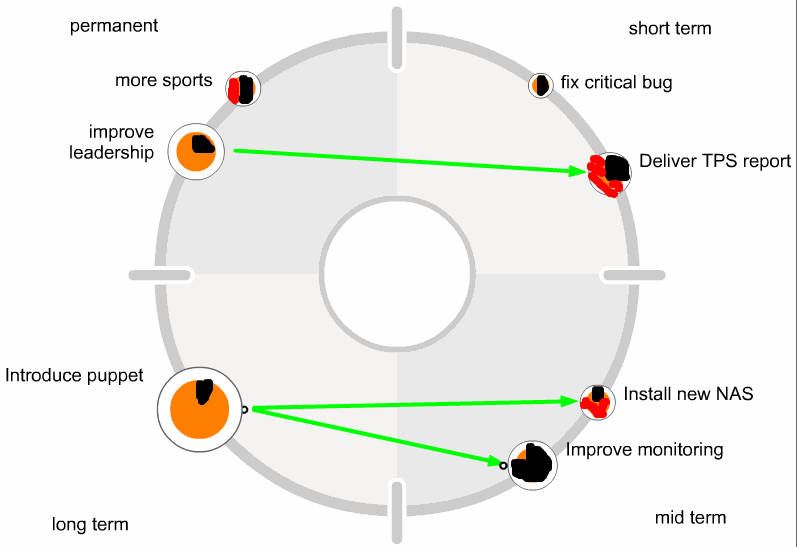 permanent
short term
more sports
fix critical bug
improve
leadership
Deliver TPS report
Introduce puppet
Install new NAS
Improve monitoring
long term
mid term